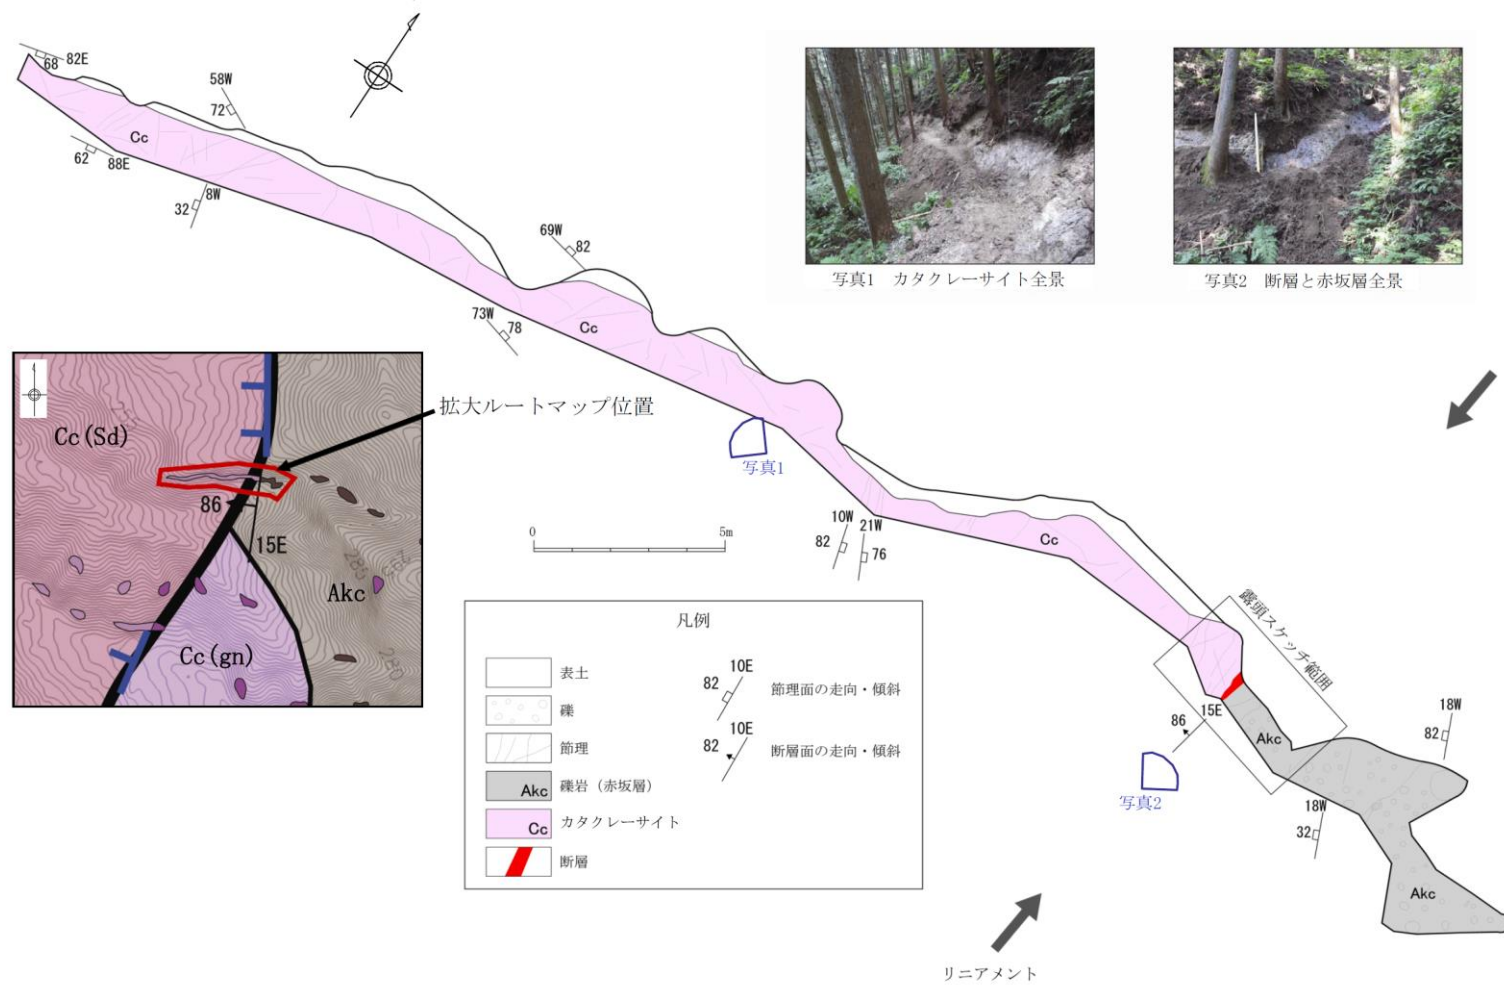 68
82E
58W
72
Cc
62
88E
32
8W
69W
82
73W
78
Cc
写真1 カタクレーサイト全景
写真2 断層と赤坂層全景
拡大ルートマップ位置
Cc(Sd)
86
15E
285
Akc
280
Cc(gn)
写真1
0
5m
10W
82
21W
76
Cc
露頭スケッチ範囲
凡例
表土
礫
節理
Akc
礫岩(赤坂層)
Cc
カタクレーサイト
断層
82
10E
節理面の走向・傾斜
82
10E
断層面の走向・傾斜
86
15E
Akc
写真2
18W
82
18W
32
Akc
リニアメント